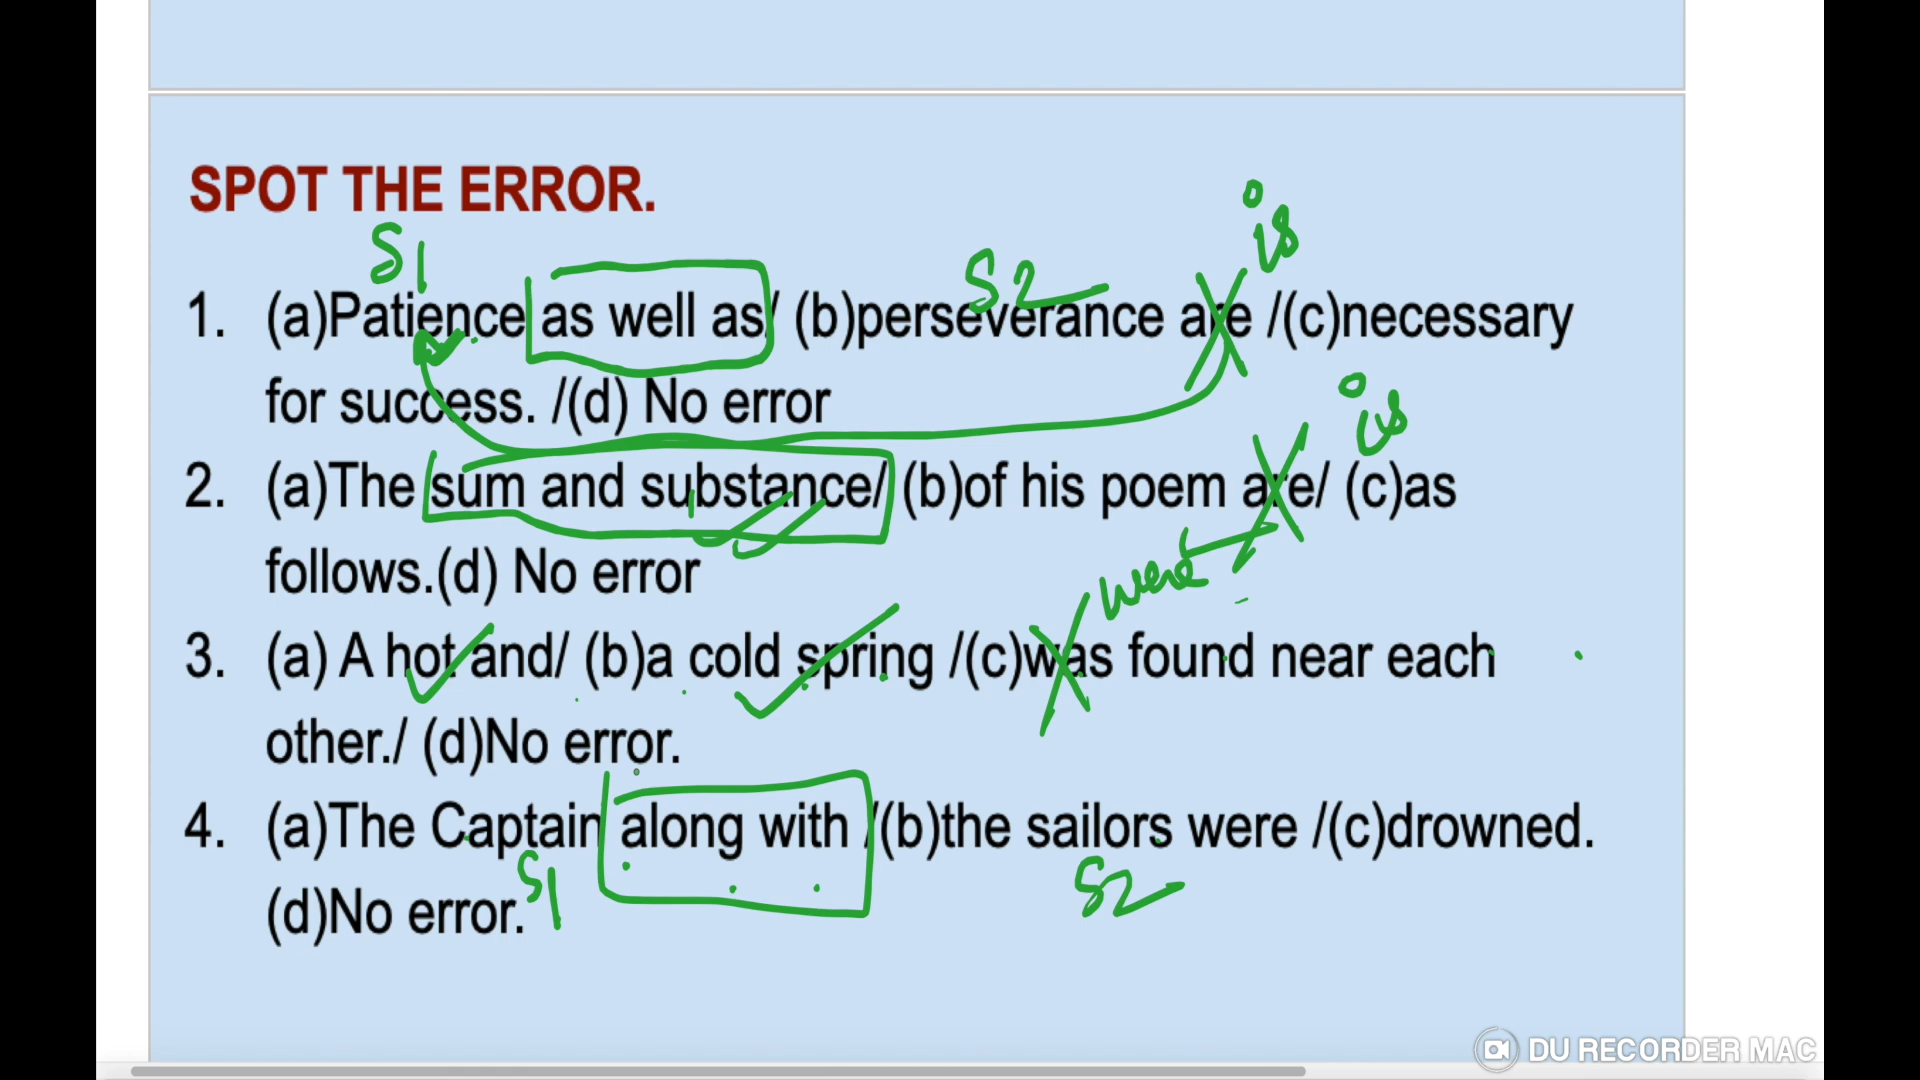 SPOT THE ERROR.
S1 S2 is
1. (a)Patience as well as/ (b)perseverance are /(c)necessary
for success. /(d) No error
is
2. (a)The sum and substance/ (b)of his poem are/ (c)as
follows.(d) No error
were
3. (a) A hot and/ (b)a cold spring /(c)was found near each
other./ (d)No error.
4. (a)The Captain along with /(b)the sailors were /(c)drowned.
S1 S2
(d)No error.
DU RECORDER MAC